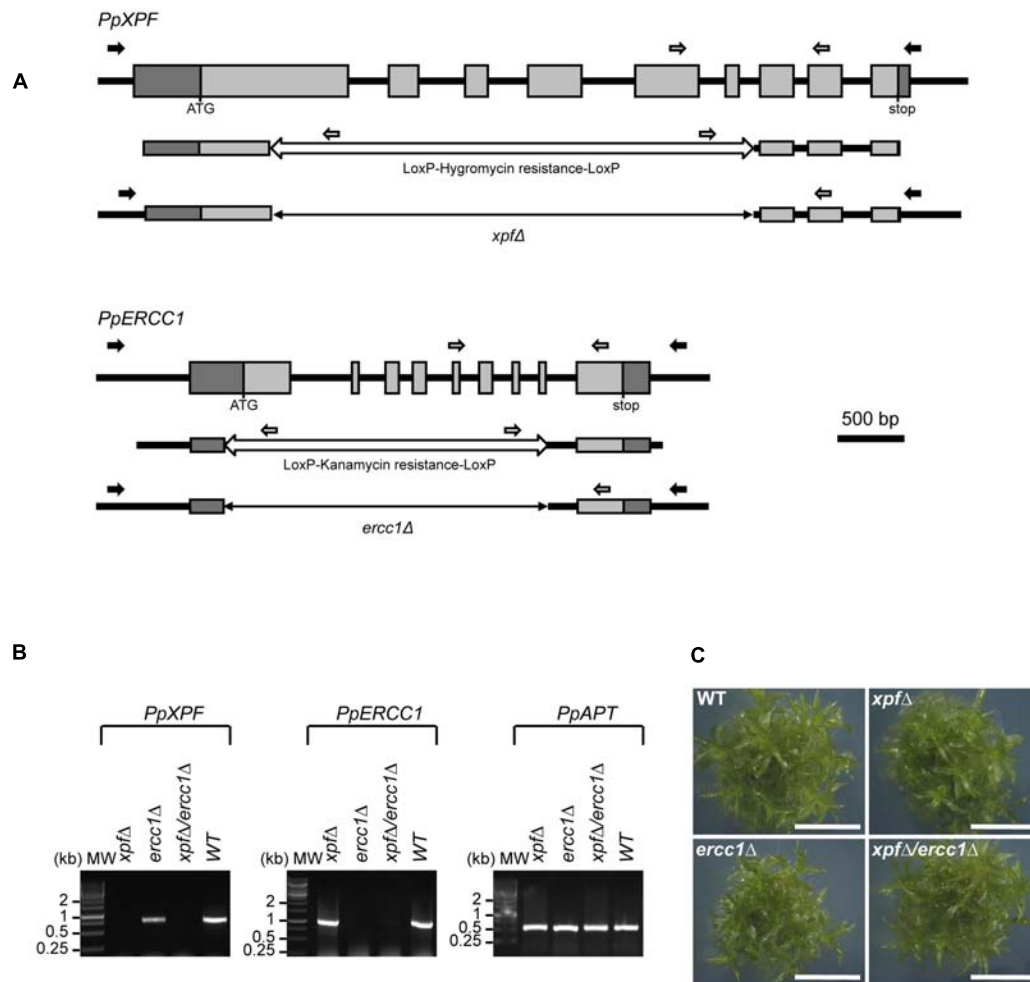 A
PpXPF
ATG
stop
LoxP-Hygromycin resistance-LoxP
xpfΔ
PpERCC1
ATG
stop
500 bp
LoxP-Kanamycin resistance-LoxP
ercc1Δ
B
PpXPF
PpERCC1
PpAPT
(kb) MW xpfΔ ercc1Δ xpfΔ/ercc1Δ WT
2
1
0.5
0.25
(kb) MW xpfΔ ercc1Δ xpfΔ/ercc1Δ WT
2
1
0.5
0.25
(kb) MW xpfΔ ercc1Δ xpfΔ/ercc1Δ WT
2
1
0.5
0.25
C
WT
xpfΔ
ercc1Δ
xpfΔ/ercc1Δ